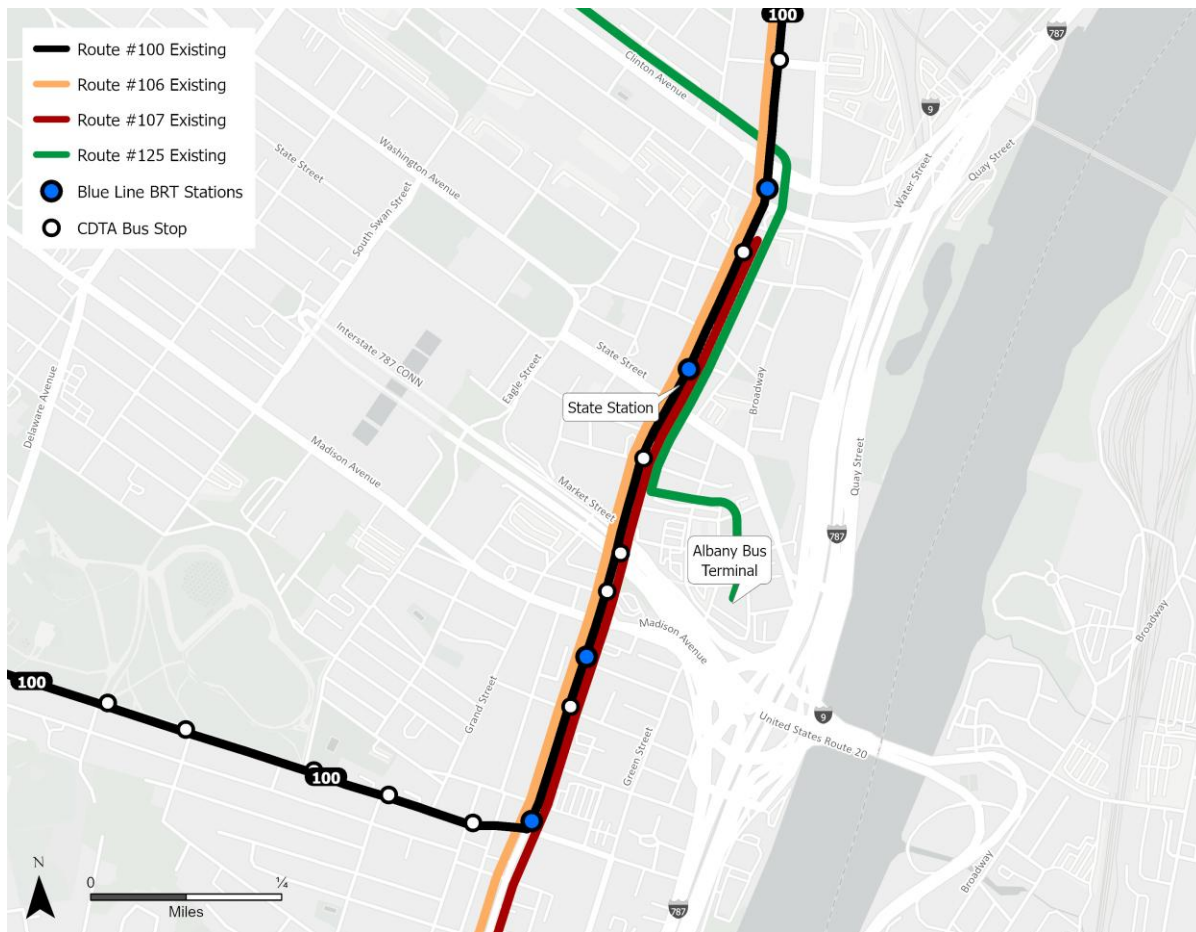 100
787
Route #100 Existing
Route #106 Existing
Route #107 Existing
Route #125 Existing
Blue Line BRT Stations
CDTA Bus Stop
Clinton Avenue
9
Washington Avenue
State Street
South Swan Street
Water Street
Quay Street
Interstate 787 CONN
Eagle Street
State Street
Broadway
Delaware Avenue
State Station
Madison Avenue
Market Street
Quay Street
787
Albany Bus
Terminal
Madison Avenue
Broadway
100
Grand Street
Green Street
9
United States Route 20
100
Broadway
787
N
0
¼
Miles